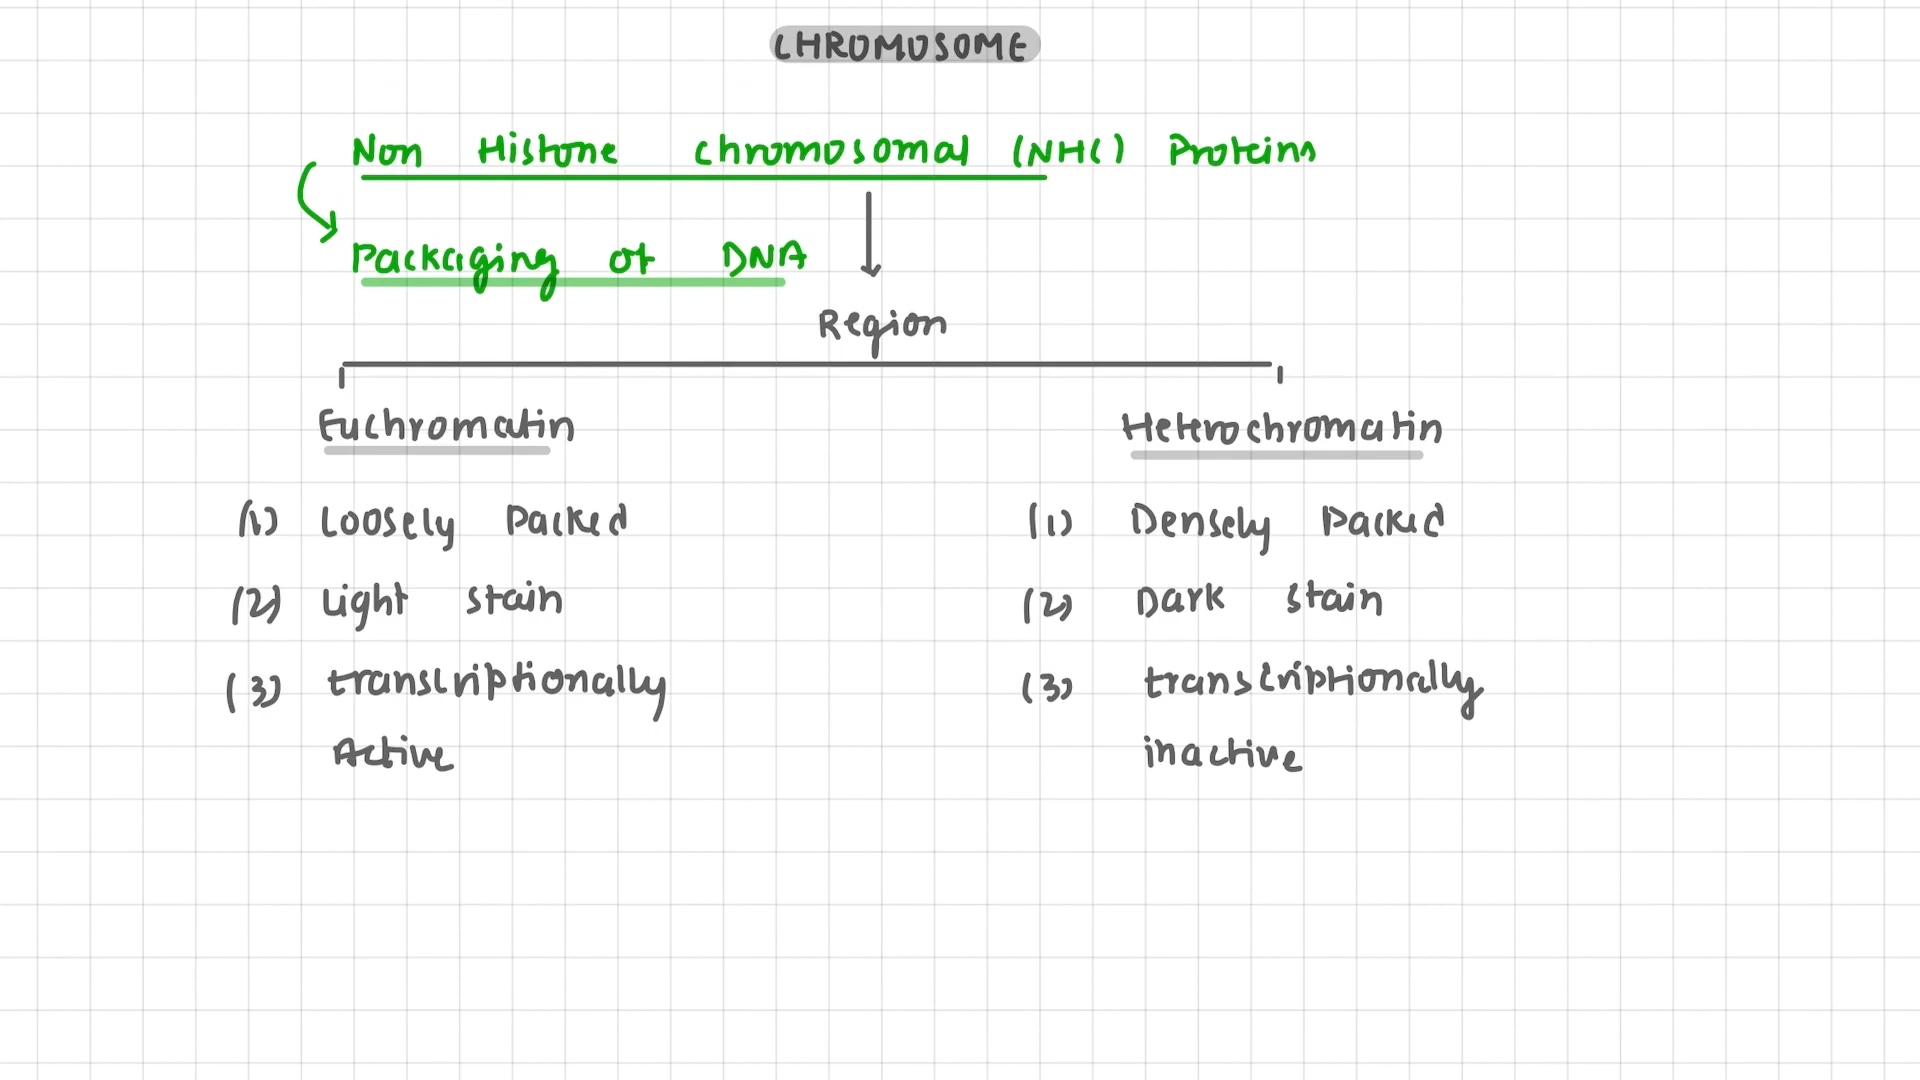 CHROMOSOME
Non Histone Chromosomal (NHC) Proteins
Packaging of DNA
Region
Euchromatin
Heterochromatin
(1) Loosely Packed
(1) Densely Packed
(2) Light stain
(2) Dark stain
(3) transcriptionally
Active
(3) transcriptionally
inactive